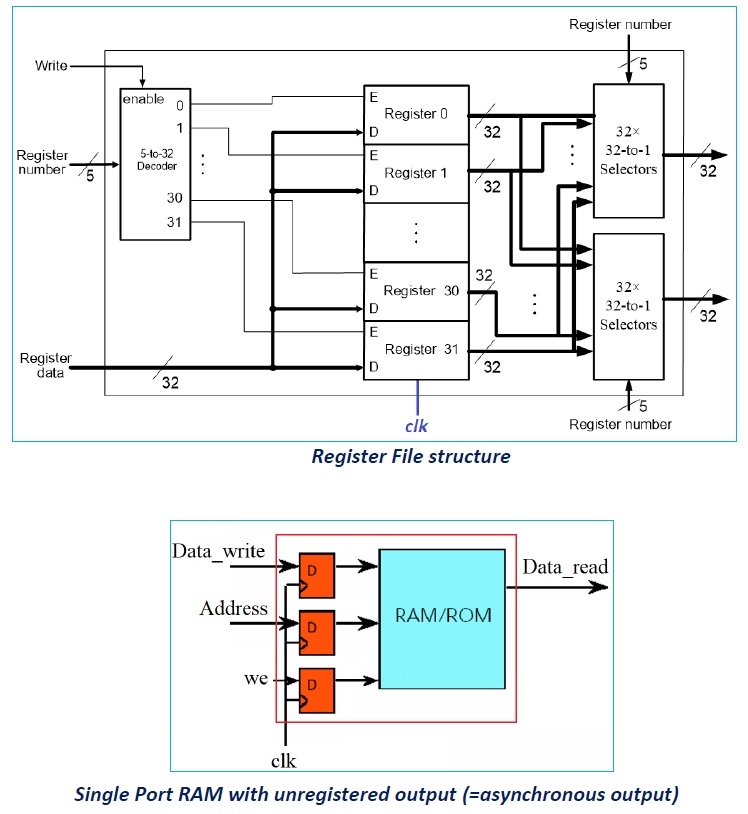 Register number
5
Write
enable
0
1
5-to-32
Decoder
30
31
Register
number
5
E
D
Register 0
32
E
D
Register 1
32
E
D
Register 30
32
E
D
Register 31
32
32×
32-to-1
Selectors
32
32×
32-to-1
Selectors
32
Register
data
32
5
Register number
clk
Register File structure
Data_write
D
Address
D
we
D
RAM/ROM
Data_read
clk
Single Port RAM with unregistered output (=asynchronous output)